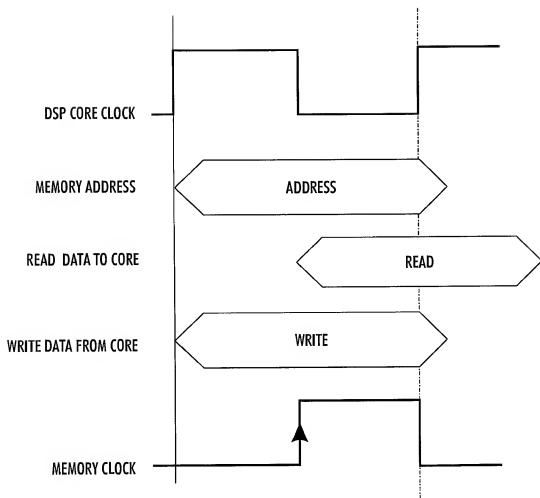 DSP CORE CLOCK
MEMORY ADDRESS
ADDRESS
READ DATA TO CORE
READ
WRITE DATA FROM CORE
WRITE
MEMORY CLOCK